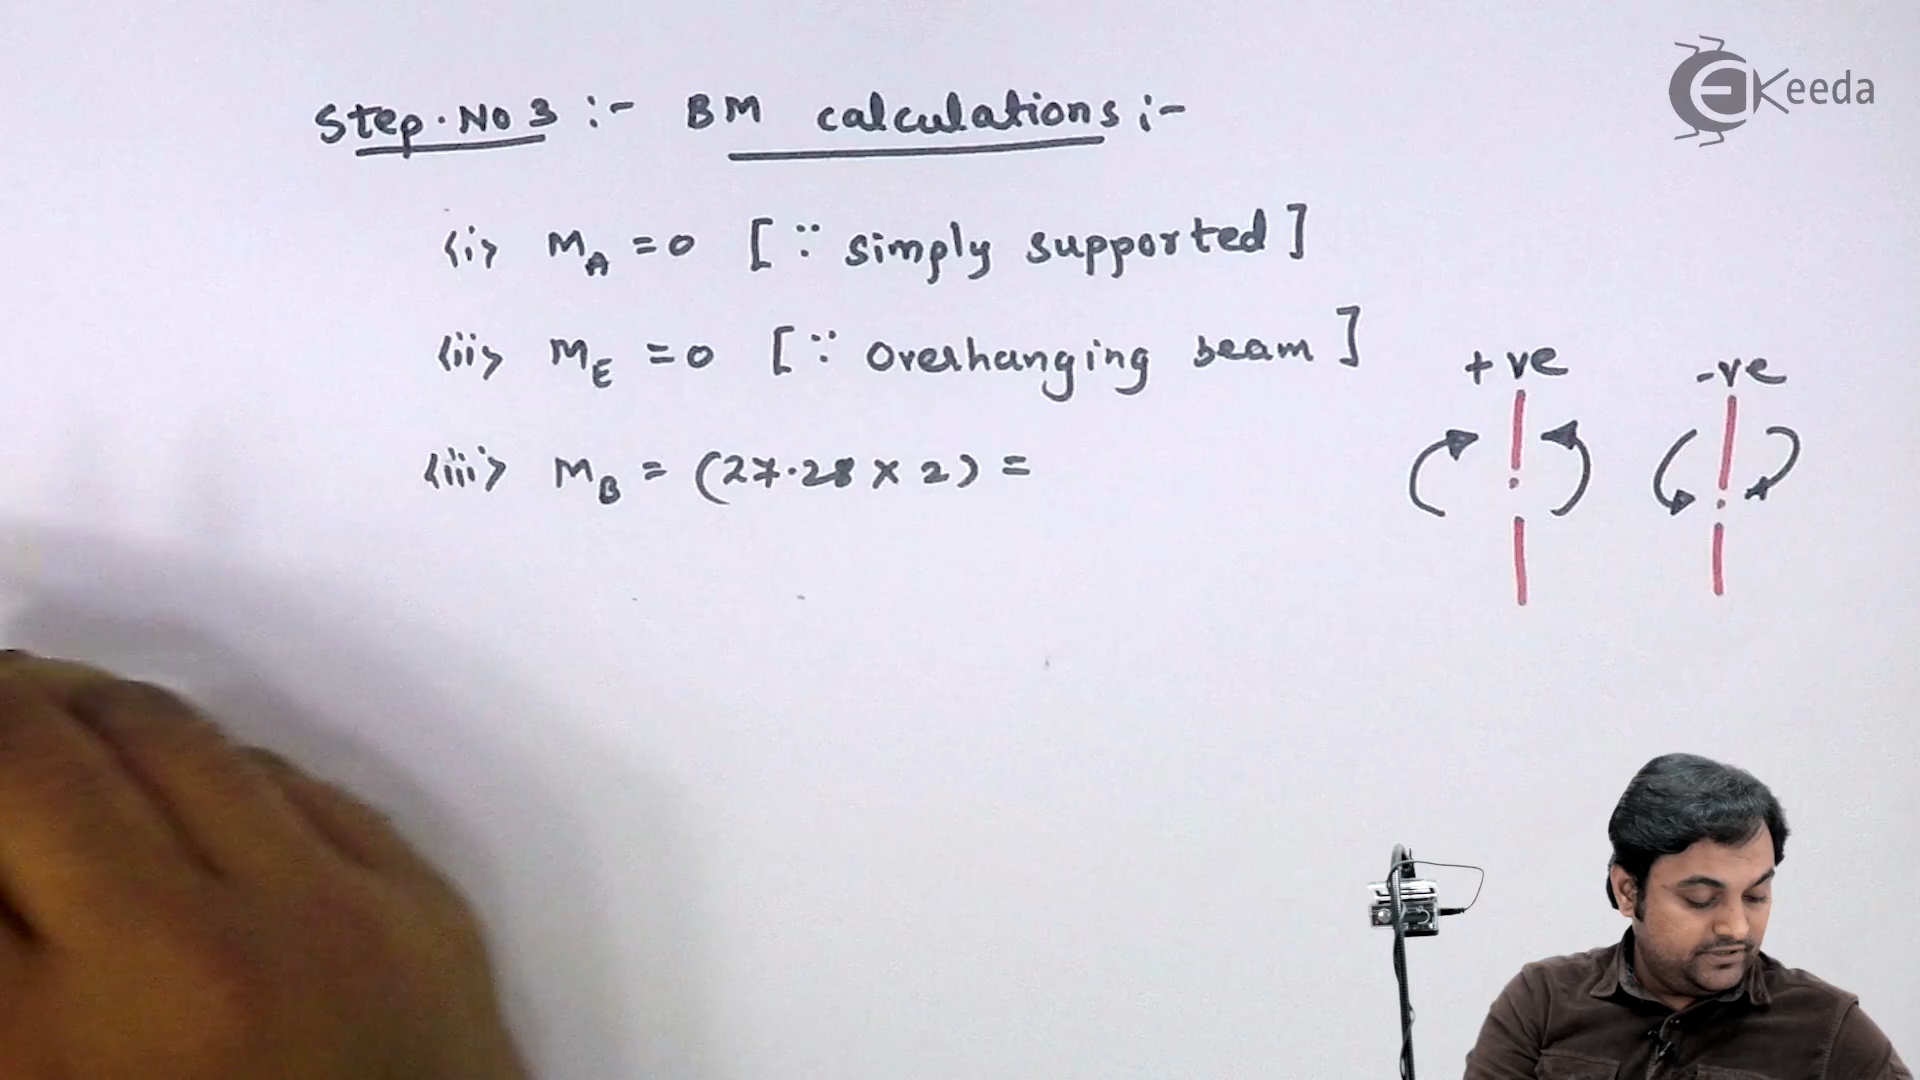 EKeeda
Step.No 3 :- BM calculations :-
<i> MA = 0 [∵ simply supported]
<ii> ME = 0 [∵ overhanging beam]
+ve -ve
<iii> MB = (27.28 x 2) =